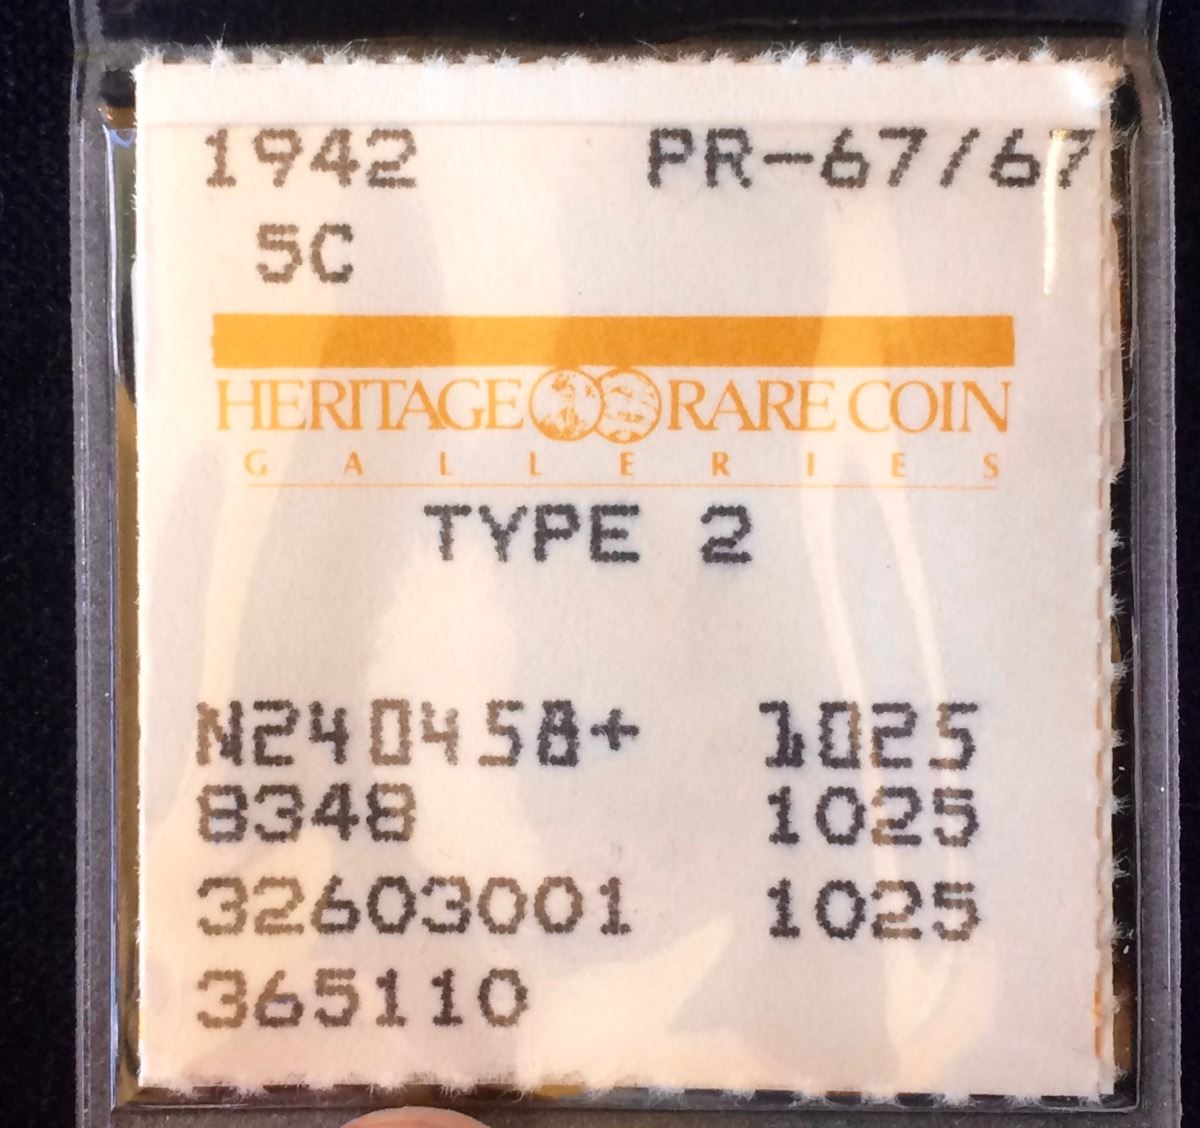 1942 PR-67/67
5C
HERITAGE RARE COIN
GALLERIES
TYPE 2
N240458+ 1025
8348 1025
32603001 1025
365110